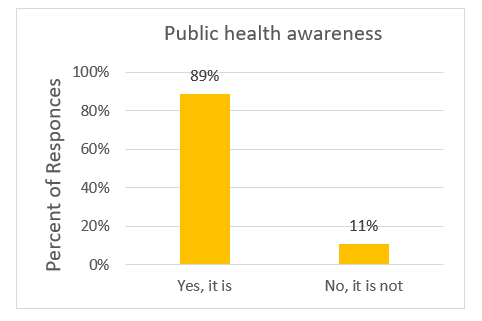 Public health awareness
Percent of Responces
100%
80%
60%
40%
20%
0%
89%
11%
Yes, it is
No, it is not